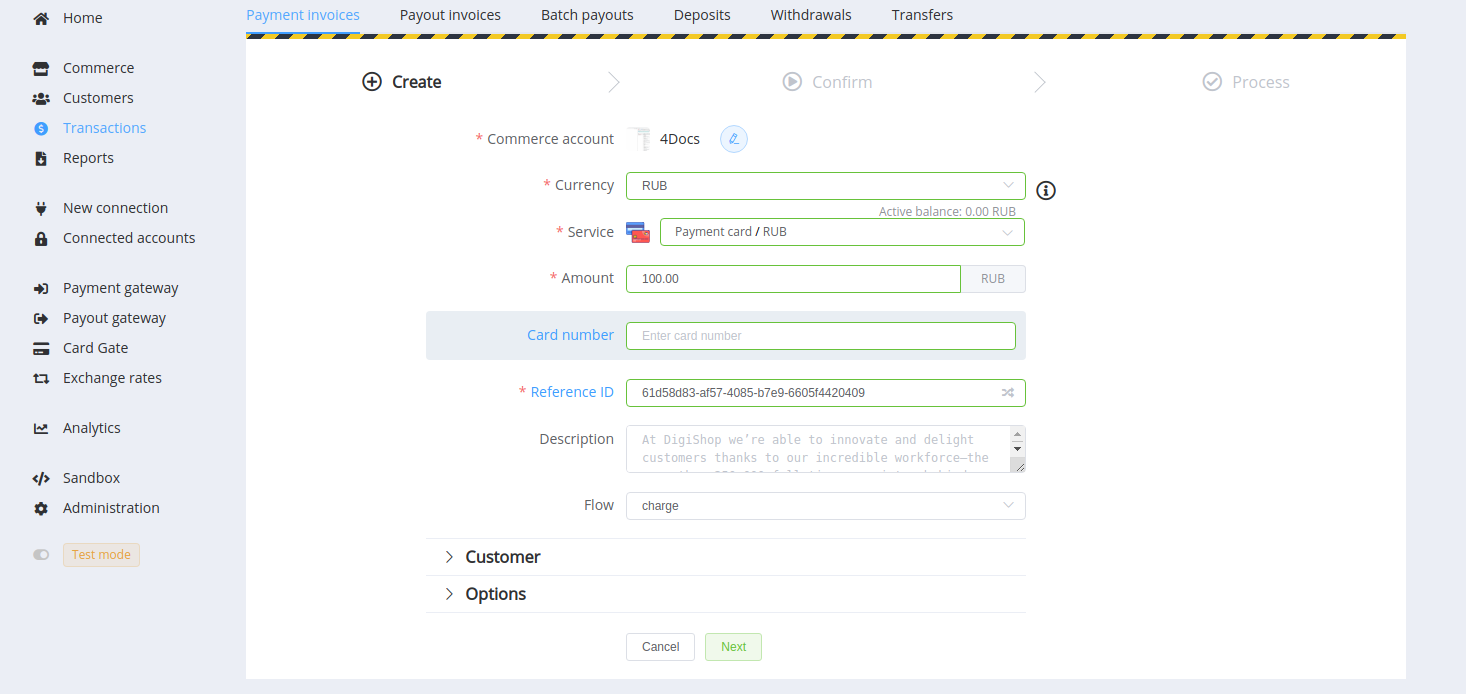 Home
Commerce
Customers
Transactions
Reports
New connection
Connected accounts
Payment gateway
Payout gateway
Card Gate
Exchange rates
Analytics
Sandbox
Administration
Test mode
Payment invoices Payout invoices Batch payouts Deposits Withdrawals Transfers
Create Confirm Process
* Commerce account 4Docs
* Currency RUB
Active balance: 0.00 RUB
* Service Payment card / RUB
* Amount 100.00 RUB
Card number Enter card number
* Reference ID 61d58d83-af57-4085-b7e9-6605f4420409
Description At DigiShop we’re able to innovate and delight
customers thanks to our incredible workforce—the
Flow charge
Customer
Options
Cancel Next